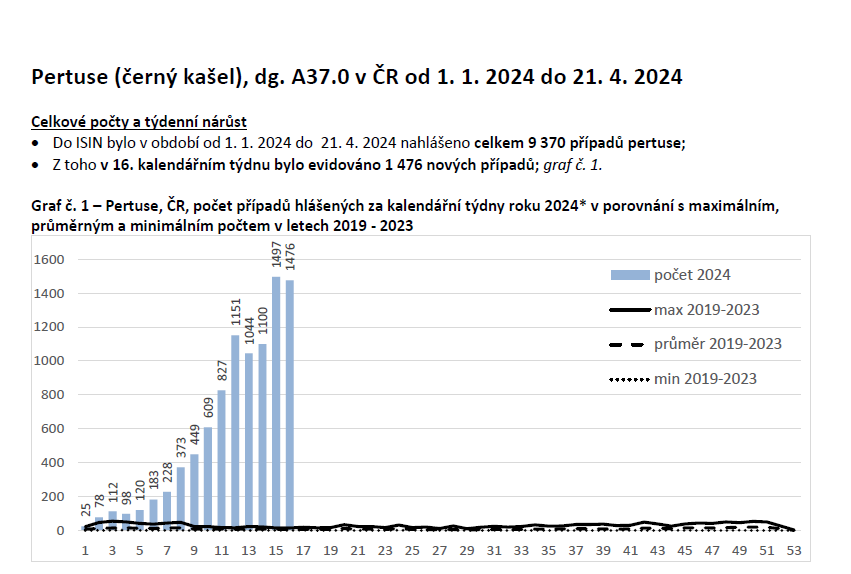 Pertuse (černý kašel), dg. A37.0 v ČR od 1. 1. 2024 do 21. 4. 2024
Celkové počty a týdenní nárůst
• Do ISIN bylo v období od 1. 1. 2024 do 21. 4. 2024 nahlášeno celkem 9 370 případů pertuse;
• Z toho v 16. kalendářním týdnu bylo evidováno 1 476 nových případů; graf č. 1.
Graf č. 1 – Pertuse, ČR, počet případů hlášených za kalendářní týdny roku 2024* v porovnání s maximálním,
průměrným a minimálním počtem v letech 2019 - 2023
1600
1400
1200
1000
800
600
400
200
0
25
78
112
98
120
183
228
373
449
609
827
1151
1044
1100
1497
1476
počet 2024
max 2019-2023
průměr 2019-2023
min 2019-2023
1 3 5 7 9 11 13 15 17 19 21 23 25 27 29 31 33 35 37 39 41 43 45 47 49 51 53